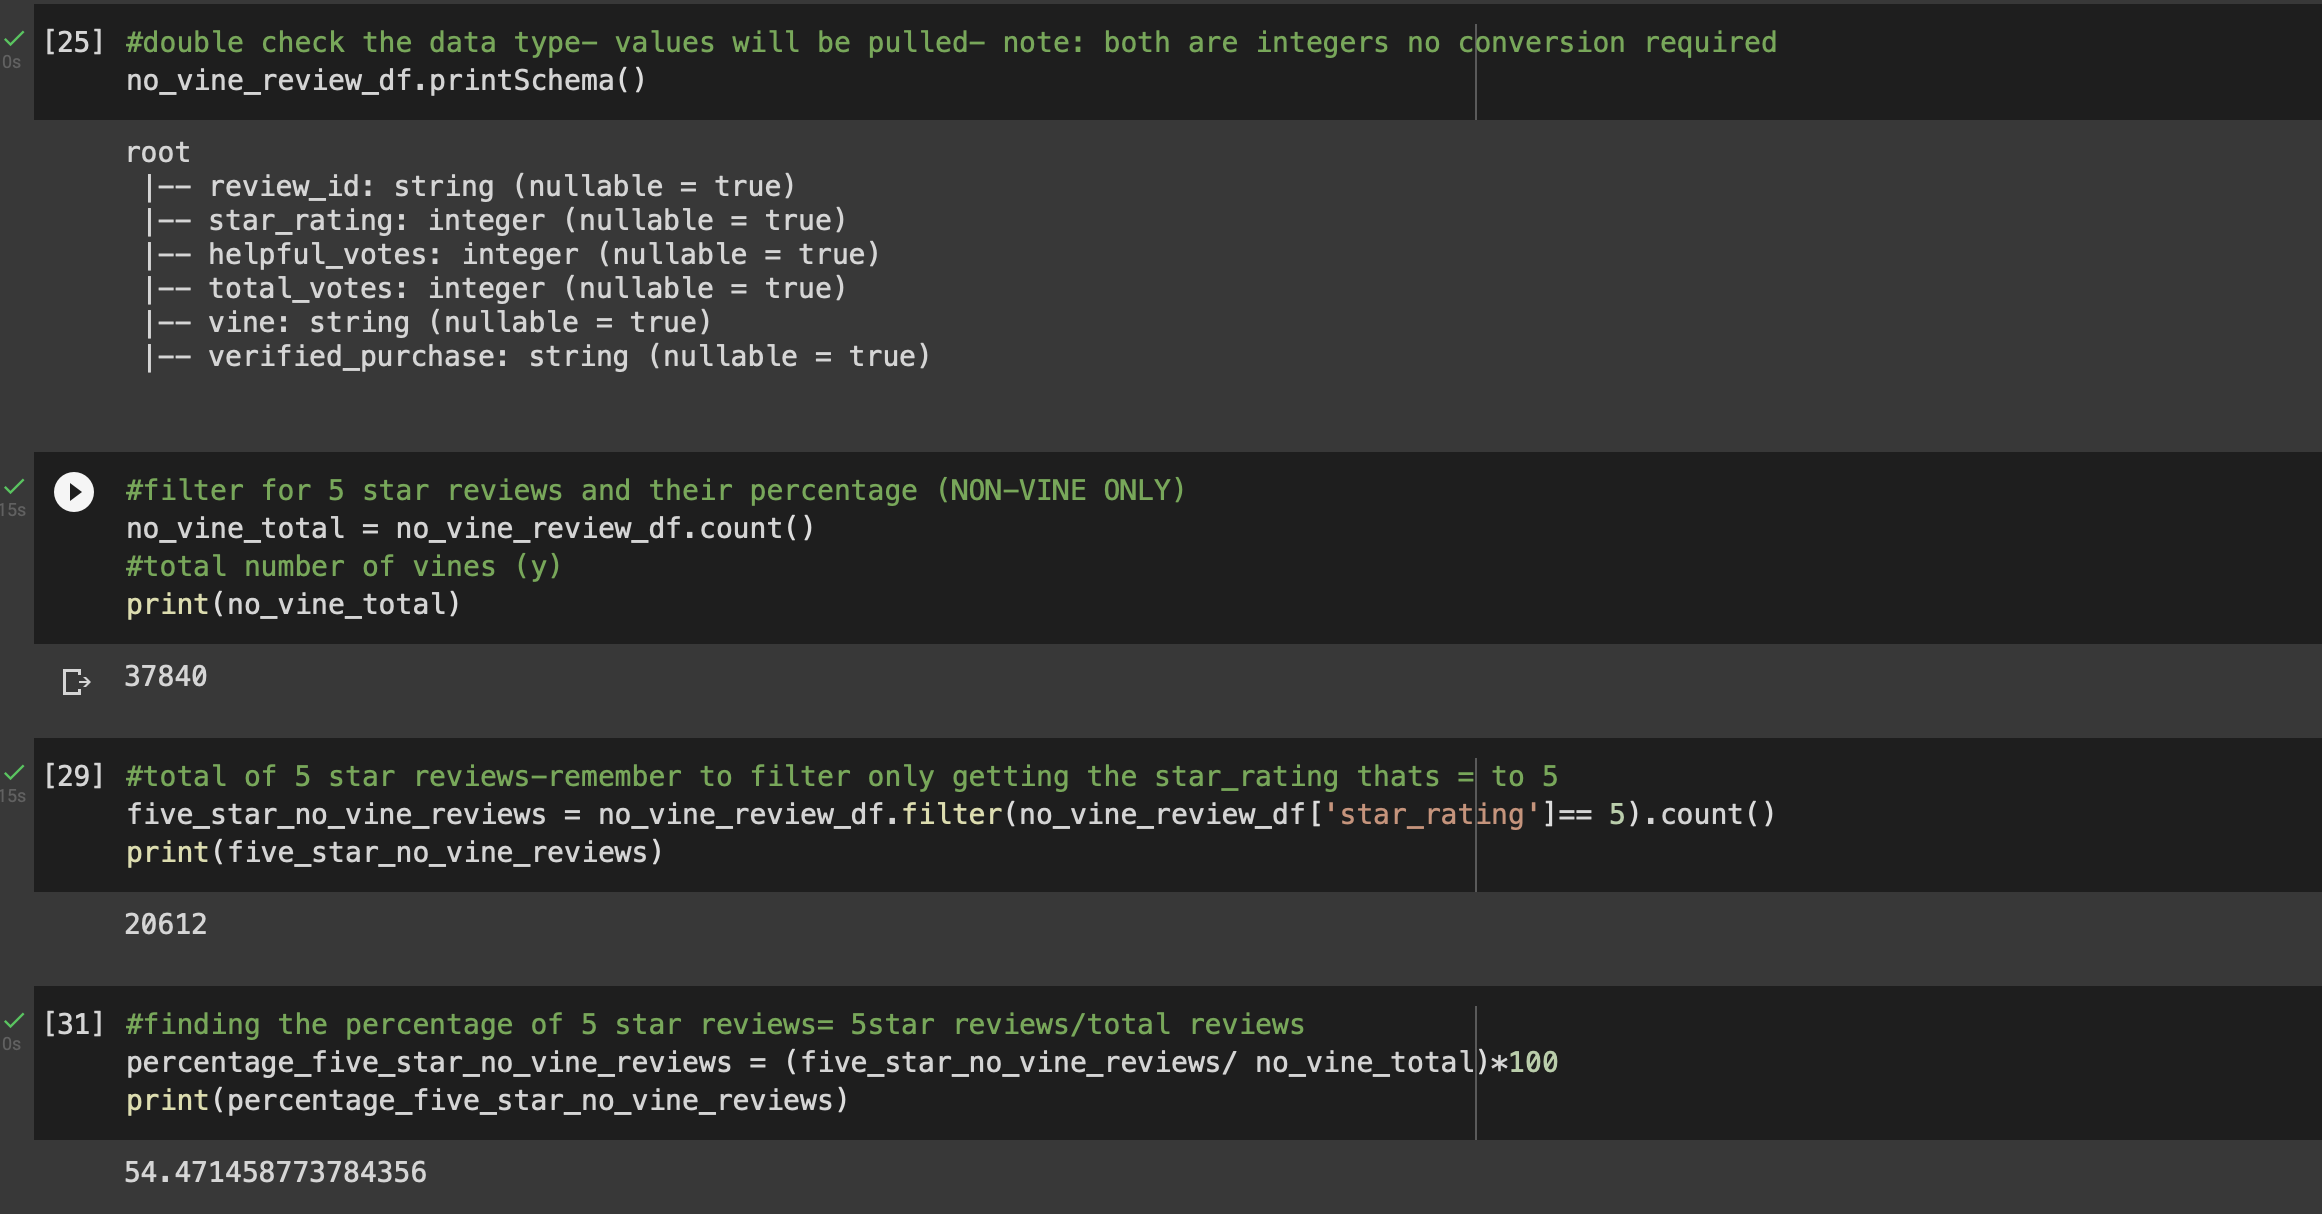 [25] #double check the data type- values will be pulled- note: both are integers no conversion required
0s
no_vine_review_df.printSchema()
root
 |-- review_id: string (nullable = true)
 |-- star_rating: integer (nullable = true)
 |-- helpful_votes: integer (nullable = true)
 |-- total_votes: integer (nullable = true)
 |-- vine: string (nullable = true)
 |-- verified_purchase: string (nullable = true)
#filter for 5 star reviews and their percentage (NON-VINE ONLY)
15s
no_vine_total = no_vine_review_df.count()
#total number of vines (y)
print(no_vine_total)
37840
[29] #total of 5 star reviews-remember to filter only getting the star_rating thats = to 5
15s
five_star_no_vine_reviews = no_vine_review_df.filter(no_vine_review_df['star_rating']== 5).count()
print(five_star_no_vine_reviews)
20612
[31] #finding the percentage of 5 star reviews= 5star reviews/total reviews
0s
percentage_five_star_no_vine_reviews = (five_star_no_vine_reviews/ no_vine_total)*100
print(percentage_five_star_no_vine_reviews)
54.471458773784356